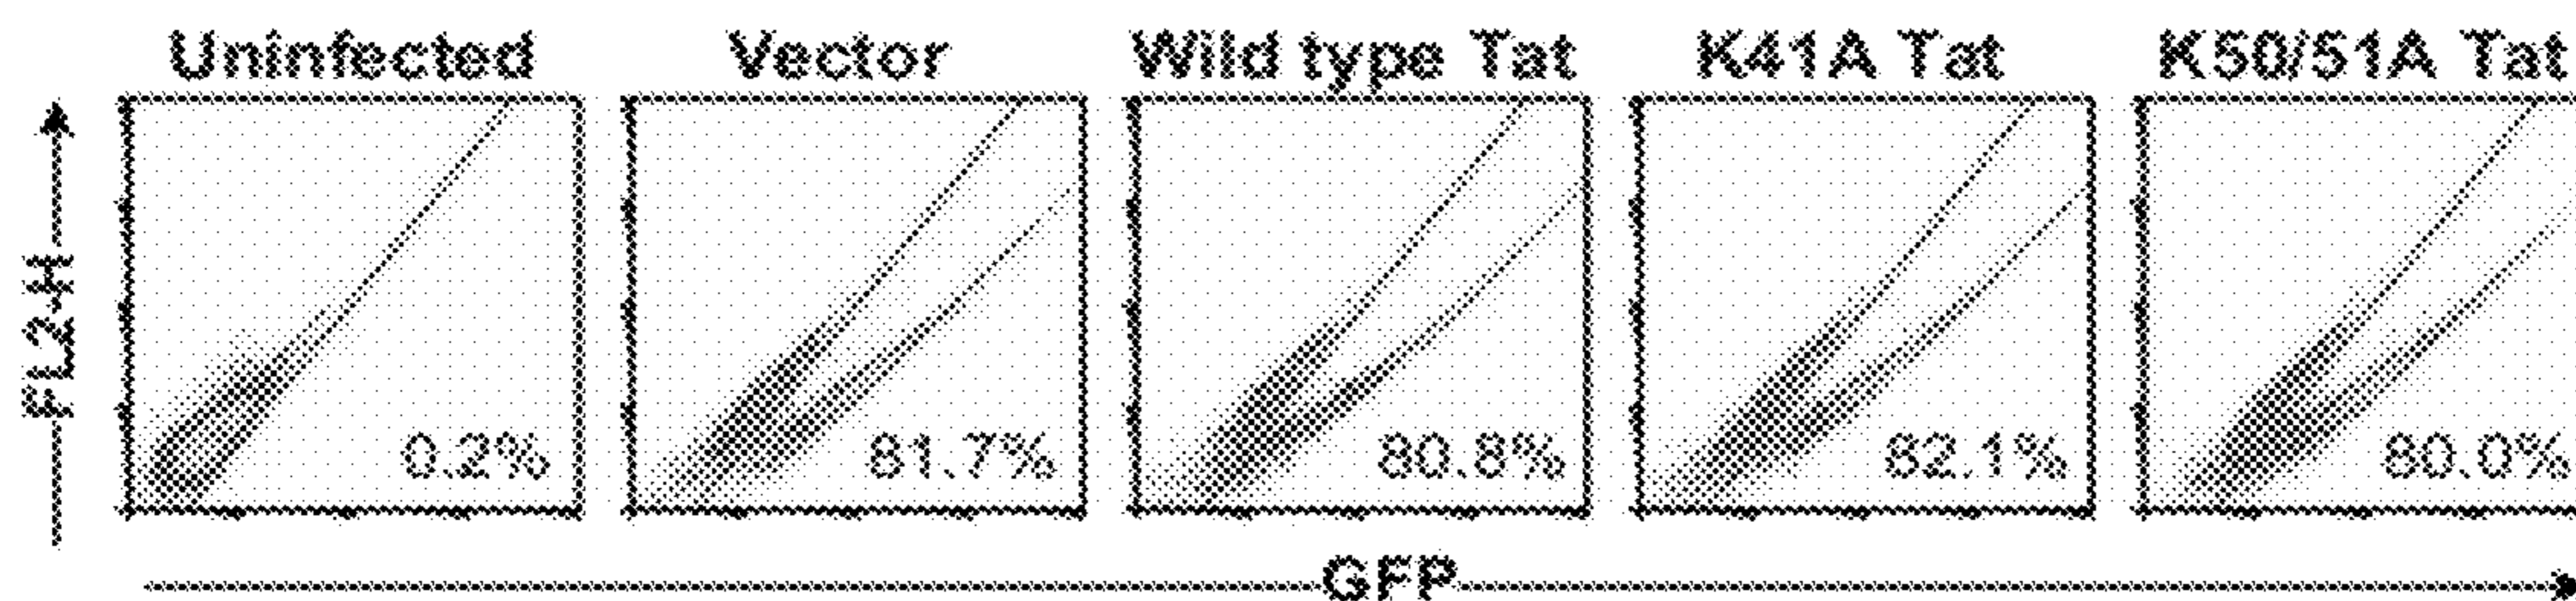 Uninfected Vector Wild type Tat K41A Tat K50/51A Tat
FL2-H
0.2% 81.7% 80.8% 82.1% 80.0%
GFP